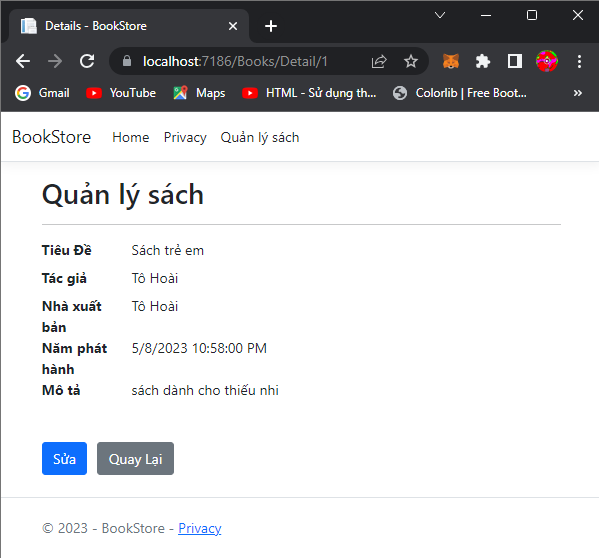 Details - BookStore
localhost:7186/Books/Detail/1
Gmail YouTube Maps HTML - Sử dụng th... Colorlib | Free Boot... »
BookStore Home Privacy Quản lý sách
Quản lý sách
Tiêu Đề Sách trẻ em
Tác giả Tô Hoài
Nhà xuất Tô Hoài
bản
Năm phát 5/8/2023 10:58:00 PM
hành
Mô tả sách dành cho thiếu nhi
Sửa Quay Lại
© 2023 - BookStore - Privacy